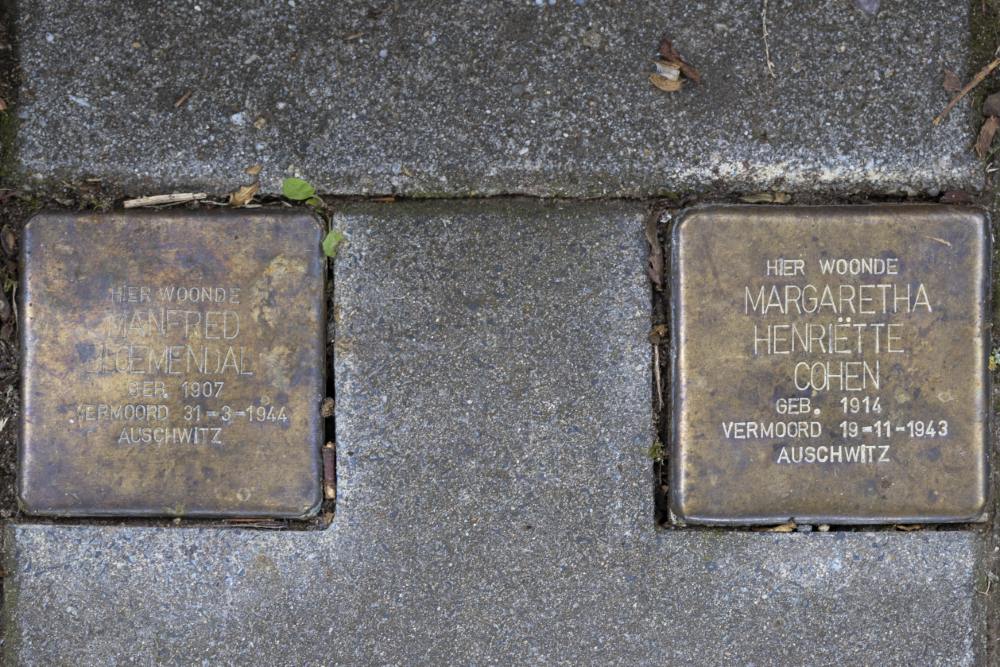 HIER WOONDE
MANFRED
BLOEMENDAL
GEB. 1907
VERMOORD 31-3-1944
AUSCHWITZ
HIER WOONDE
MARGARETHA
HENRIËTTE
COHEN
GEB. 1914
VERMOORD 19-11-1943
AUSCHWITZ